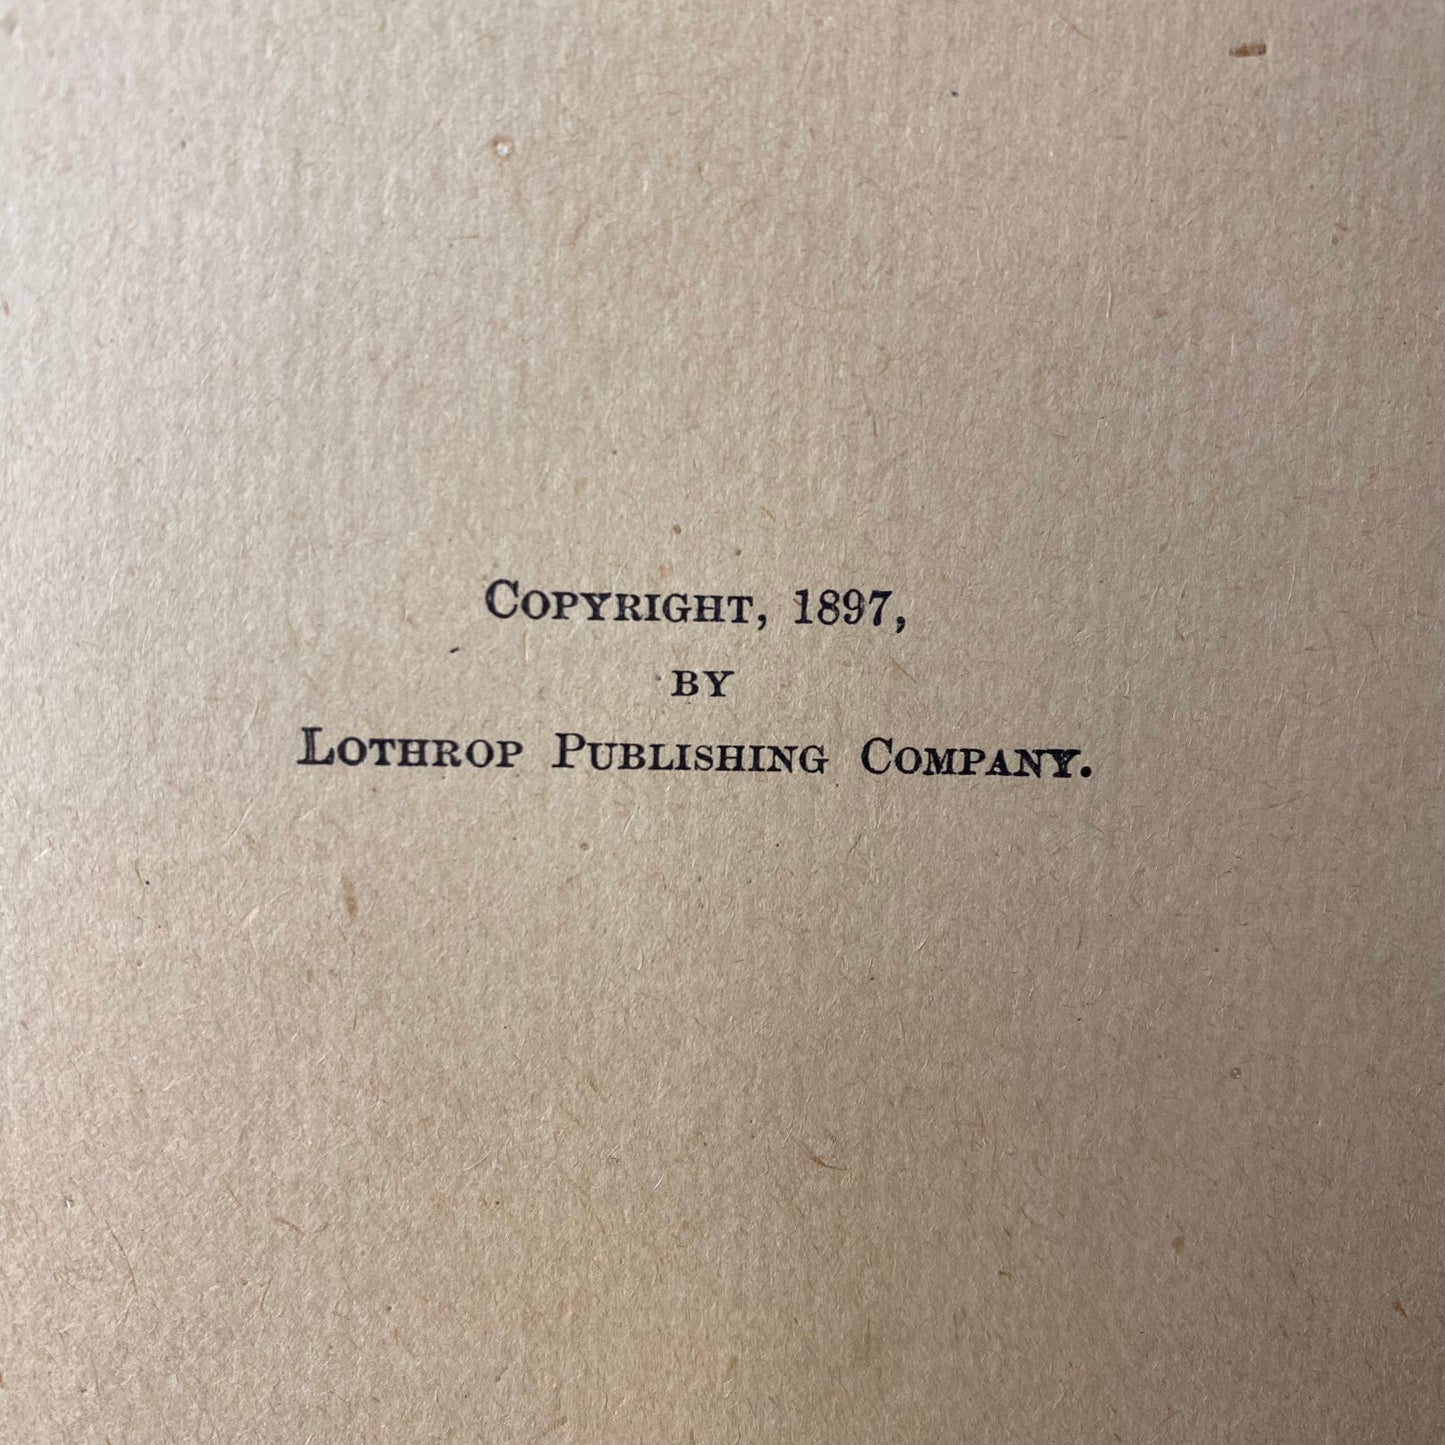 Copyright, 1897,
by
Lothrop Publishing Company.